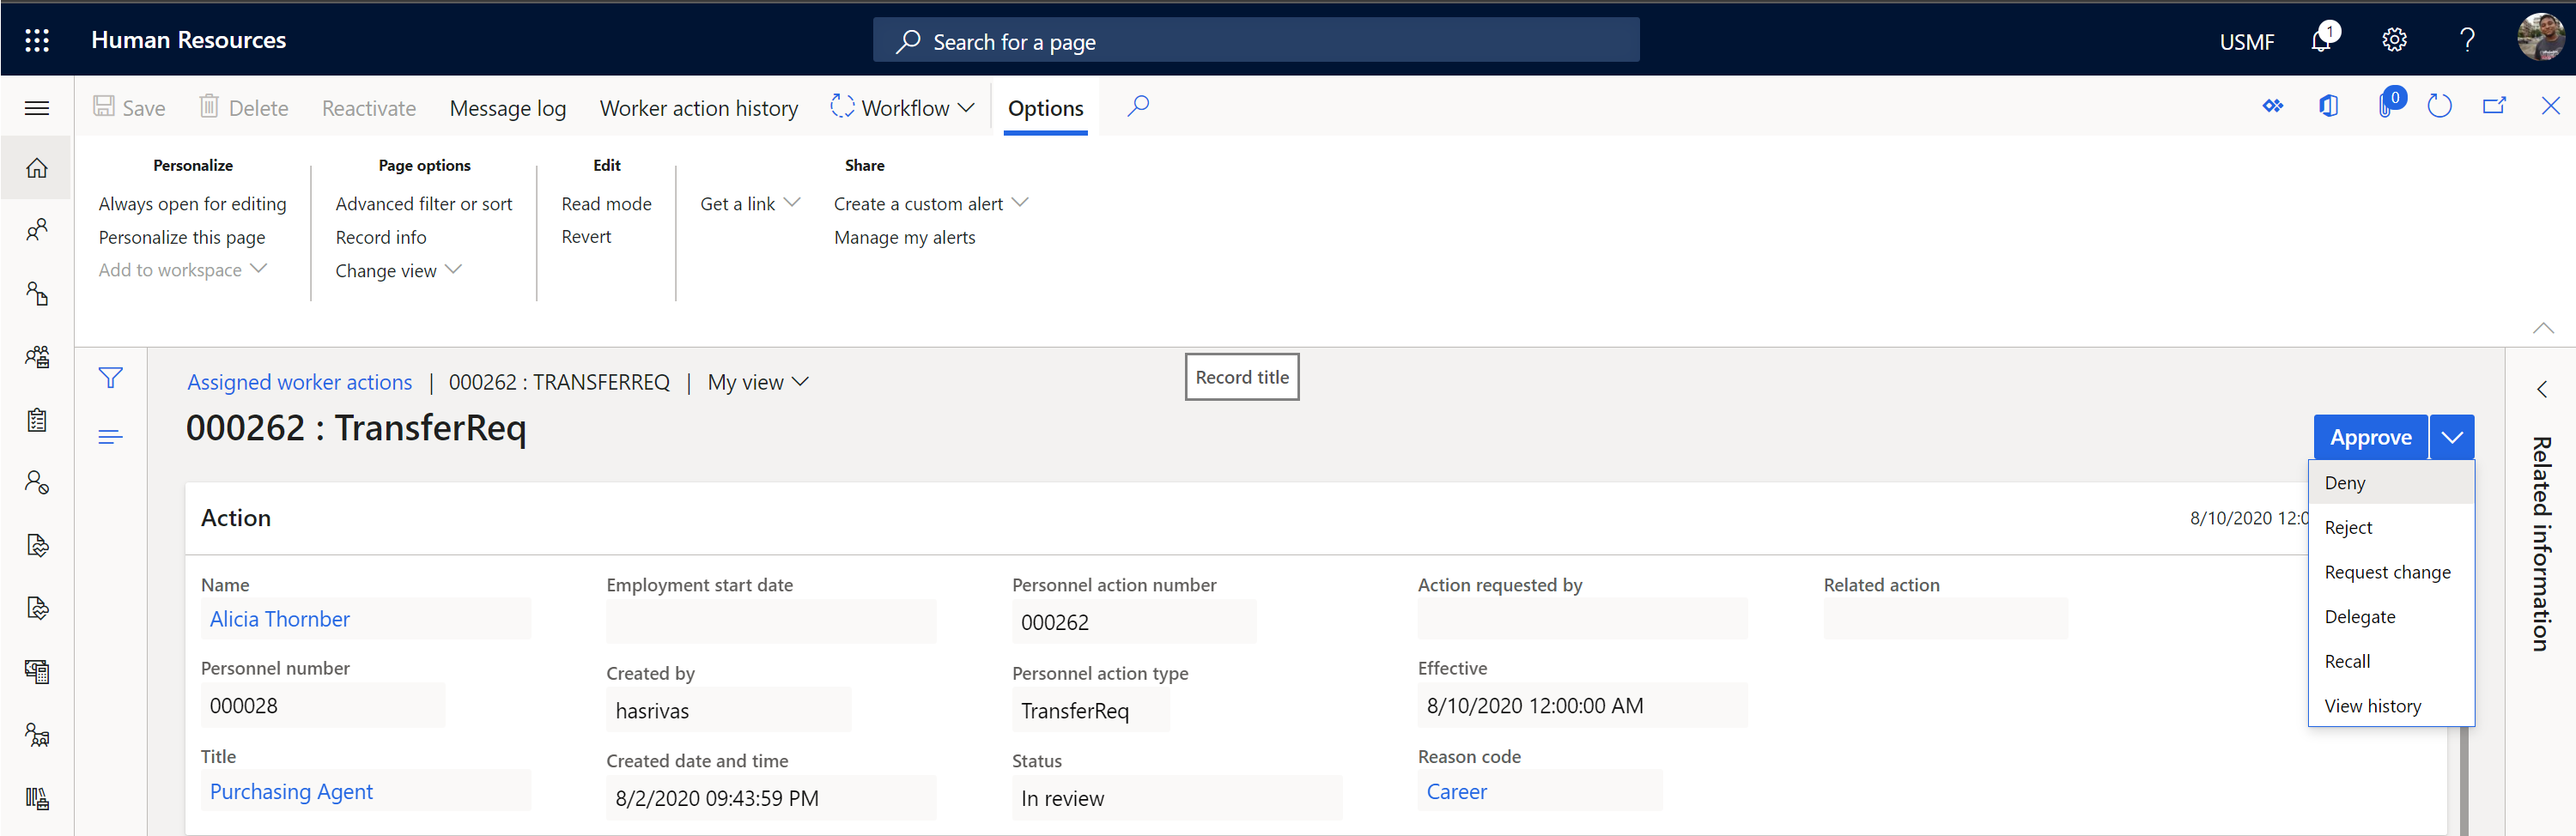 Human Resources
Search for a page
USMF
1
Save
Delete
Reactivate
Message log
Worker action history
Workflow
Options
0
Personalize
Always open for editing
Personalize this page
Add to workspace
Page options
Advanced filter or sort
Record info
Change view
Edit
Read mode
Revert
Share
Get a link
Create a custom alert
Manage my alerts
Assigned worker actions | 000262 : TRANSFERREQ | My view
Record title
000262 : TransferReq
Approve
Deny
Reject
Request change
Delegate
Recall
View history
Related information
Action
8/10/2020 12:0
Name
Alicia Thornber
Personnel number
000028
Title
Purchasing Agent
Employment start date
Created by
hasrivas
Created date and time
8/2/2020 09:43:59 PM
Personnel action number
000262
Personnel action type
TransferReq
Status
In review
Action requested by
Effective
8/10/2020 12:00:00 AM
Reason code
Career
Related action